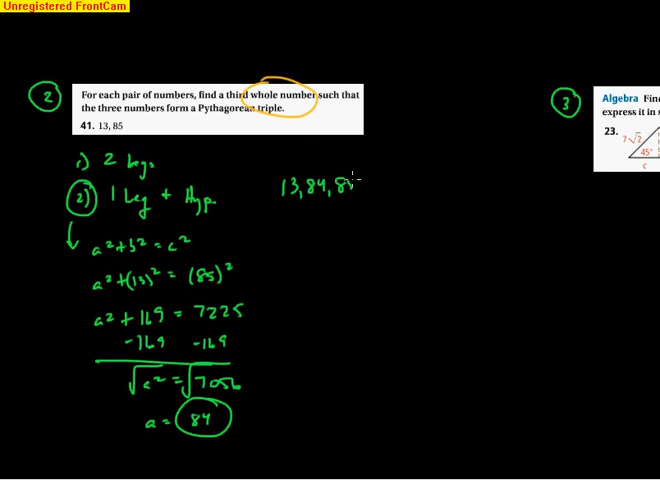 Unregistered FrontCam
2
For each pair of numbers, find a third whole number such that
the three numbers form a Pythagorean triple.
41. 13, 85
1) 2 Legs
2) 1 Leg + Hyp.
13, 84, 8
a² + b² = c²
a² + (13)² = (85)²
a² + 169 = 7225
-169 -169
√a² = √7056
a = 84
3
Algebra
express it in
23.
7√2
45°
c